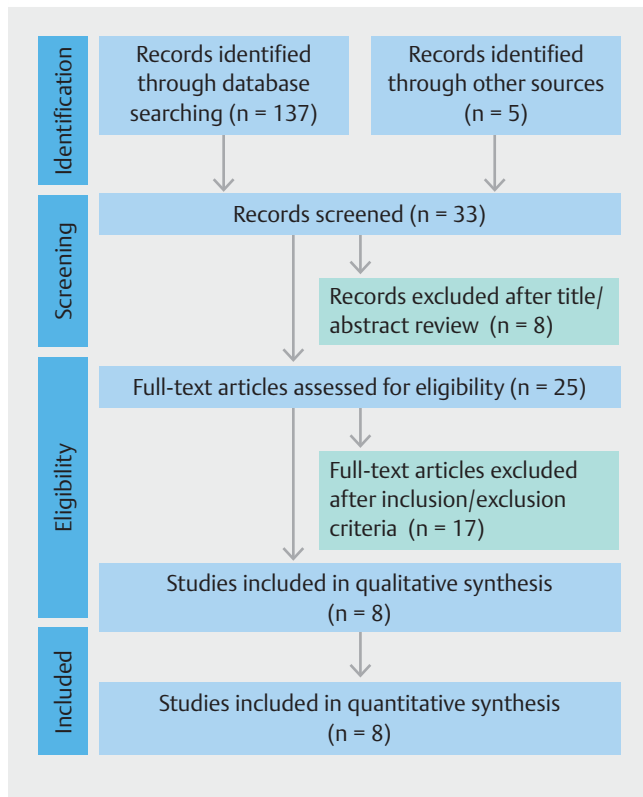 Identification
Records identified
through database
searching (n = 137)
Records identified
through other sources
(n = 5)
Screening
Records screened (n = 33)
Records excluded after title/
abstract review (n = 8)
Eligibility
Full-text articles assessed for eligibility (n = 25)
Full-text articles excluded
after inclusion/exclusion
criteria (n = 17)
Studies included in qualitative synthesis
(n = 8)
Included
Studies included in quantitative synthesis
(n = 8)